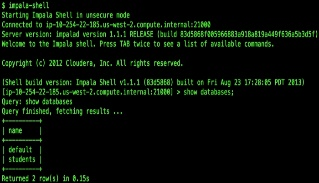 $ impala-shell
Starting Impala Shell in unsecure mode
Connected to ip-10-254-22-185.us-west-2.compute.internal:21000
Server version: impalad version 1.1.1 RELEASE (build 83d5868f005966883a918a819a449f636a5b3d5f)
Welcome to the Impala shell. Press TAB twice to see a list of available commands.
Copyright (c) 2012 Cloudera, Inc. All rights reserved.
(Shell build version: Impala Shell v1.1.1 (83d5868) built on Fri Aug 23 17:28:05 PDT 2013)
[ip-10-254-22-185.us-west-2.compute.internal:21000] > show databases;
Query: show databases
Query finished, fetching results ...
+----------+
| name     |
+----------+
| default  |
| students |
+----------+
Returned 2 row(s) in 0.15s